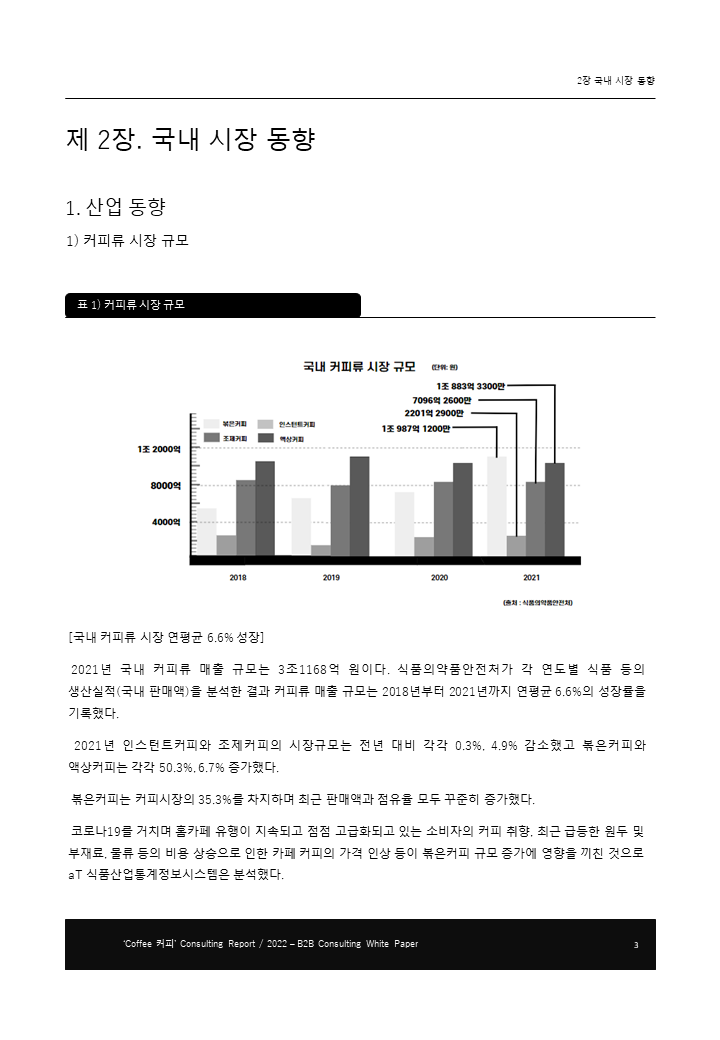 2장 국내 시장 동향
제 2장. 국내 시장 동향
1. 산업 동향
1) 커피류 시장 규모
표 1) 커피류 시장 규모
국내 커피류 시장 규모 (단위: 원)
1조 883억 3300만
7096억 2600만
2201억 2900만
1조 987억 1200만
볶은커피 인스턴트커피
조제커피 액상커피
1조 2000억
8000억
4000억
2018 2019 2020 2021
(출처 : 식품의약품안전처)
[국내 커피류 시장 연평균 6.6% 성장]
2021년 국내 커피류 매출 규모는 3조1168억 원이다. 식품의약품안전처가 각 연도별 식품 등의
생산실적(국내 판매액)을 분석한 결과 커피류 매출 규모는 2018년부터 2021년까지 연평균 6.6%의 성장률을
기록했다.
2021년 인스턴트커피와 조제커피의 시장규모는 전년 대비 각각 0.3%, 4.9% 감소했고 볶은커피와
액상커피는 각각 50.3%, 6.7% 증가했다.
볶은커피는 커피시장의 35.3%를 차지하며 최근 판매액과 점유율 모두 꾸준히 증가했다.
코로나19를 거치며 홈카페 유행이 지속되고 점점 고급화되고 있는 소비자의 커피 취향, 최근 급등한 원두 및
부재료, 물류 등의 비용 상승으로 인한 카페 커피의 가격 인상 등이 볶은커피 규모 증가에 영향을 끼친 것으로
aT 식품산업통계정보시스템은 분석했다.
'Coffee 커피' Consulting Report / 2022 – B2B Consulting White Paper 3